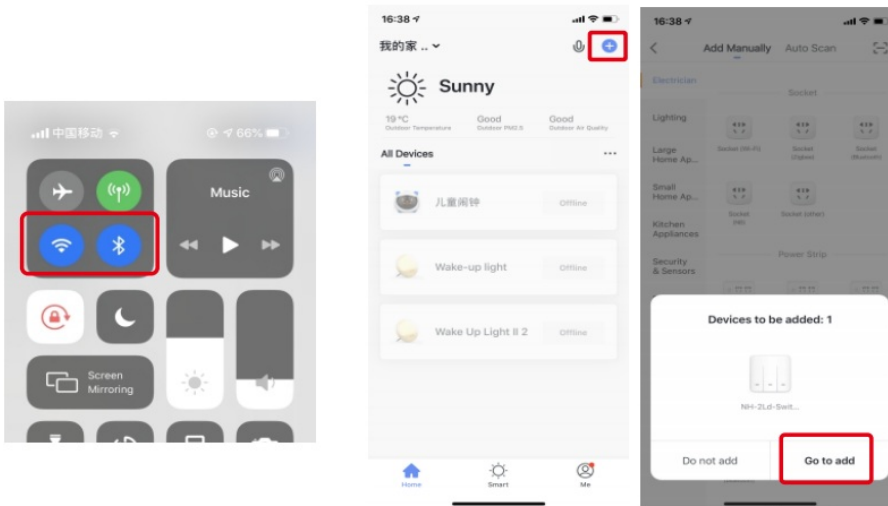 中国移动
66%
Music
Screen
Mirroring
16:38
我的家 ..
Sunny
19 °C
Outdoor Temperature
Good
Outdoor PM2.5
Good
Outdoor Air Quality
All Devices
儿童闹钟
Offline
Wake-up light
Offline
Wake Up Light II 2
Offline
Home
Smart
Me
16:38
Add Manually
Auto Scan
Electrician
Socket
Lighting
Socket (Wi-Fi)
Socket
(Zigbee)
Socket
(Bluetooth)
Large
Home Ap...
Small
Home Ap...
Socket
Socket (other)
Kitchen
Appliances
Power Strip
Security
& Sensors
Devices to be added: 1
NH-2Ld-Swit...
Do not add
Go to add